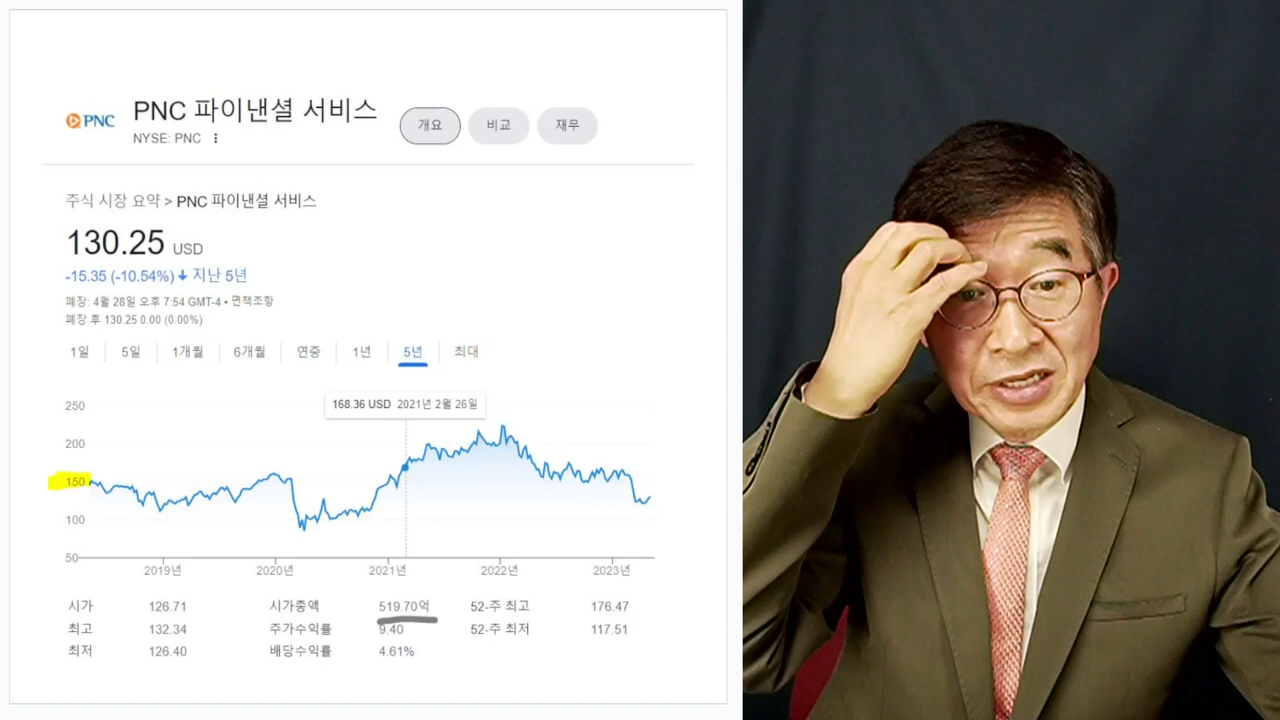 PNC
PNC 파이낸셜 서비스
NYSE: PNC
개요
비교
재무
주식 시장 요약 > PNC 파이낸셜 서비스
130.25 USD
-15.35 (-10.54%) 지난 5년
폐장: 4월 28일 오후 7:54 GMT-4 • 면책조항
폐장 후 130.25 0.00 (0.00%)
1일 5일 1개월 6개월 연중 1년 5년 최대
168.36 USD 2021년 2월 26일
250
200
150
100
50
2019년 2020년 2021년 2022년 2023년
시가 126.71 시가총액 519.70억 52-주 최고 176.47
최고 132.34 주가수익률 9.40 52-주 최저 117.51
최저 126.40 배당수익률 4.61%